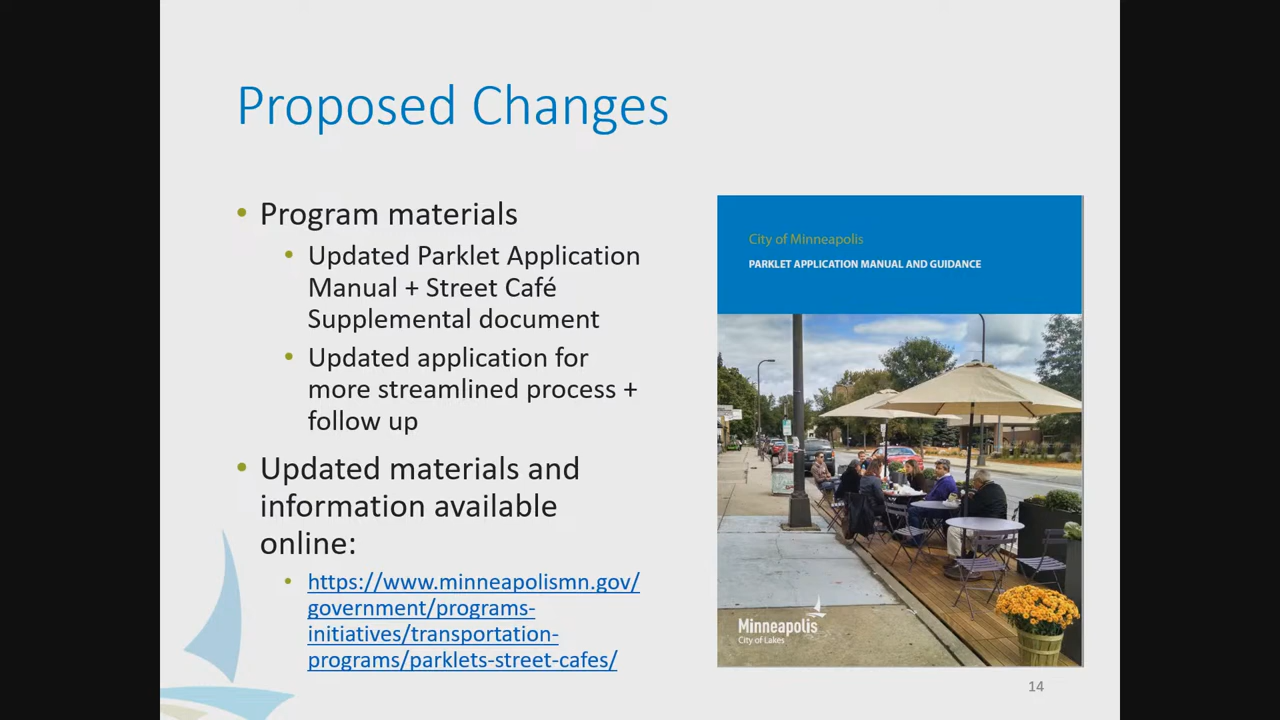 Proposed Changes
• Program materials
• Updated Parklet Application
Manual + Street Café
Supplemental document
• Updated application for
more streamlined process +
follow up
• Updated materials and
information available
online:
• https://www.minneapolismn.gov/
government/programs-
initiatives/transportation-
programs/parklets-street-cafes/
City of Minneapolis
PARKLET APPLICATION MANUAL AND GUIDANCE
Minneapolis
City of Lakes
14